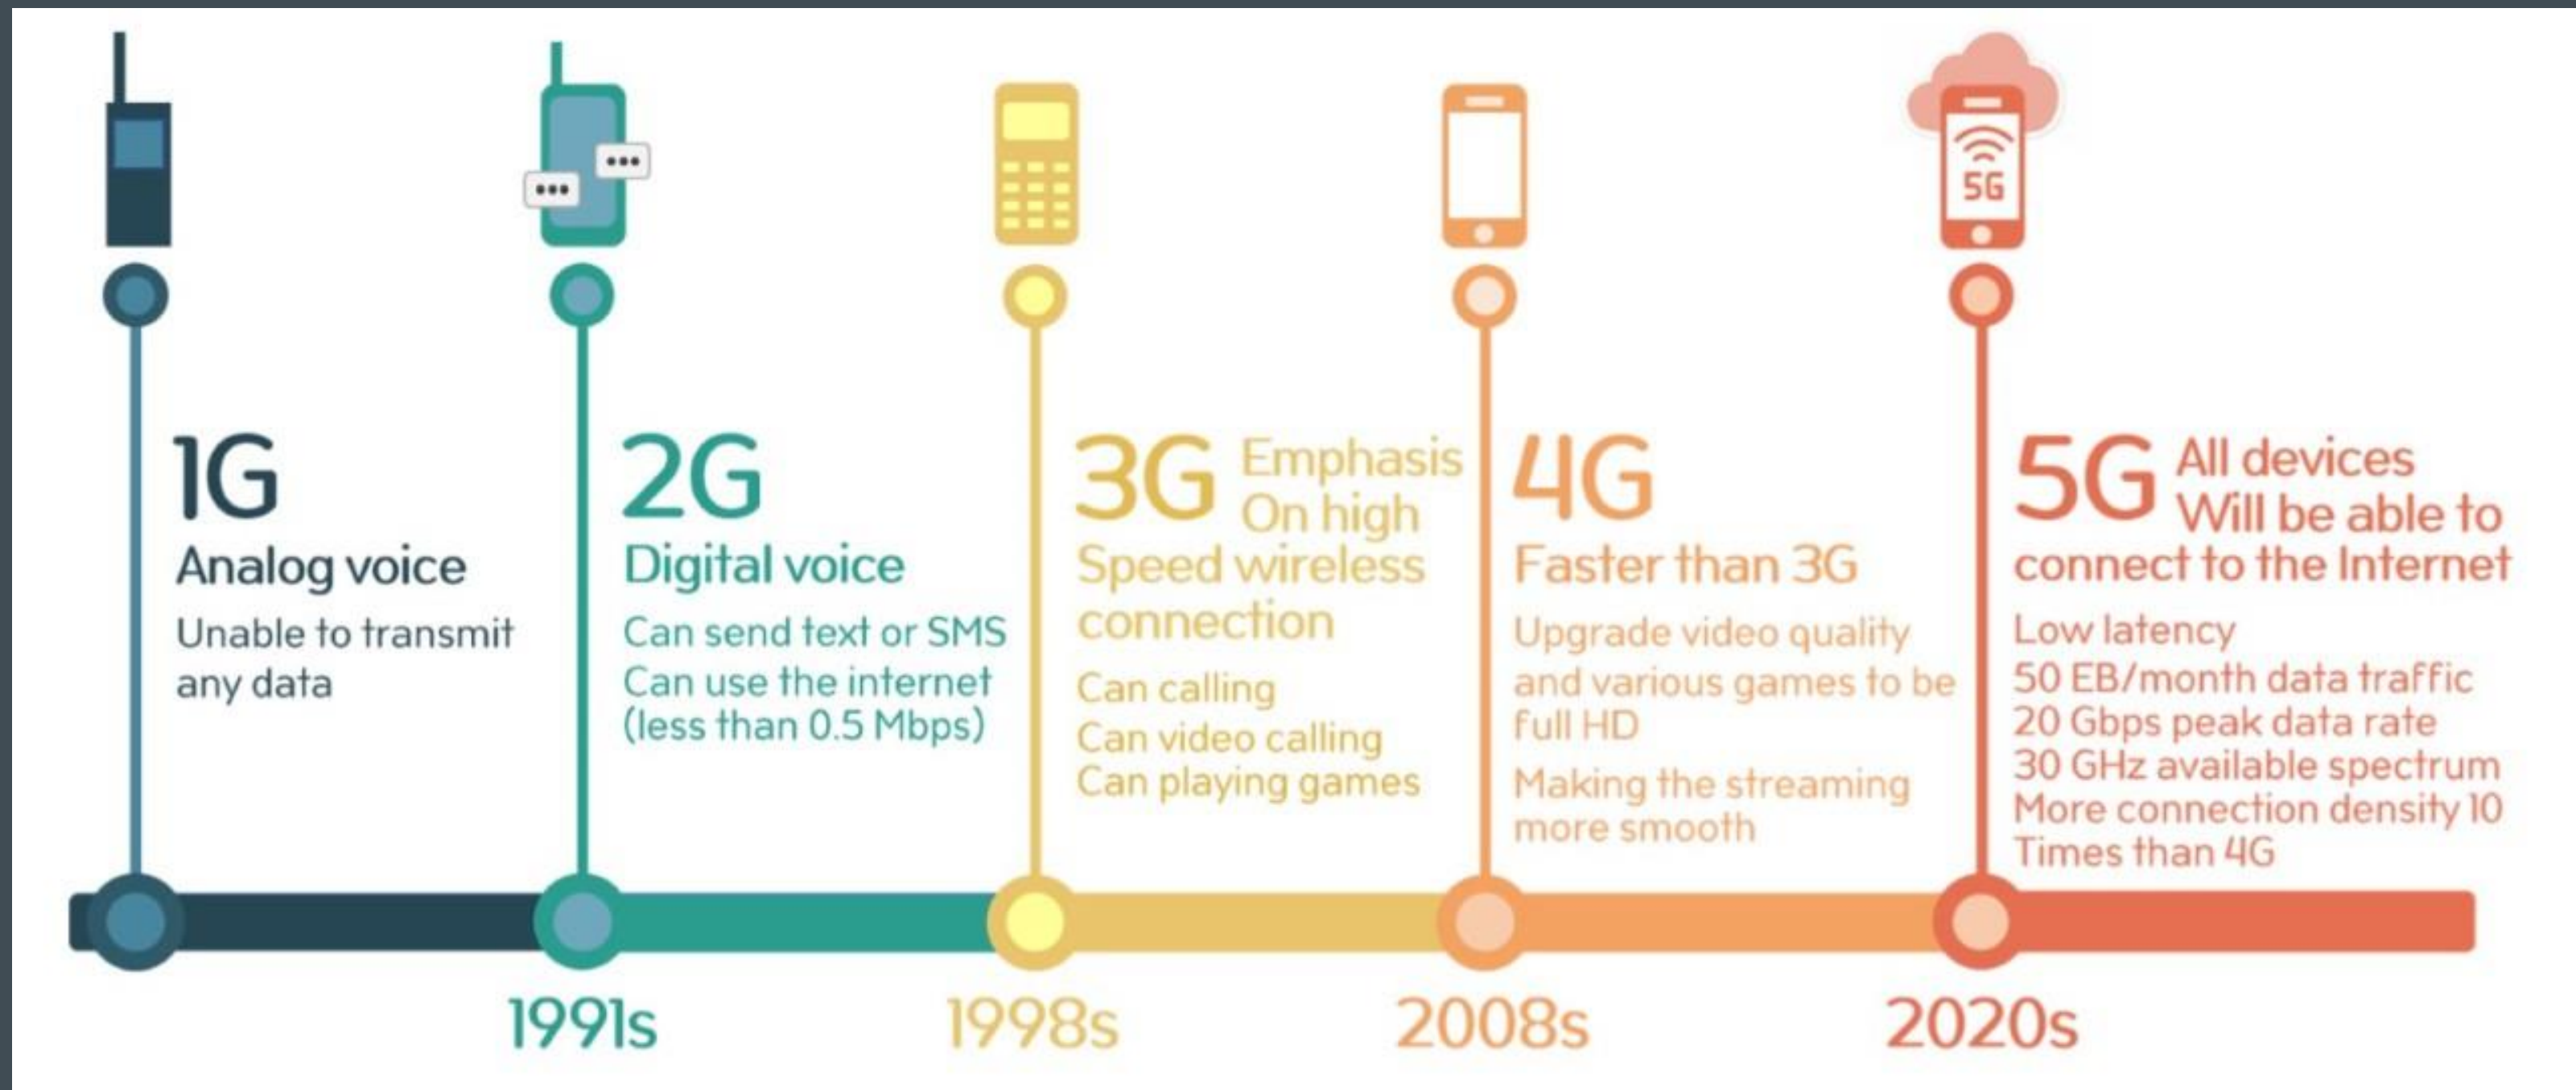 5G
1G
Analog voice
Unable to transmit
any data
2G
Digital voice
Can send text or SMS
Can use the internet
(less than 0.5 Mbps)
3G Emphasis
On high
Speed wireless
connection
Can calling
Can video calling
Can playing games
4G
Faster than 3G
Upgrade video quality
and various games to be
full HD
Making the streaming
more smooth
5G All devices
Will be able to
connect to the Internet
Low latency
50 EB/month data traffic
20 Gbps peak data rate
30 GHz available spectrum
More connection density 10
Times than 4G
1991s
1998s
2008s
2020s